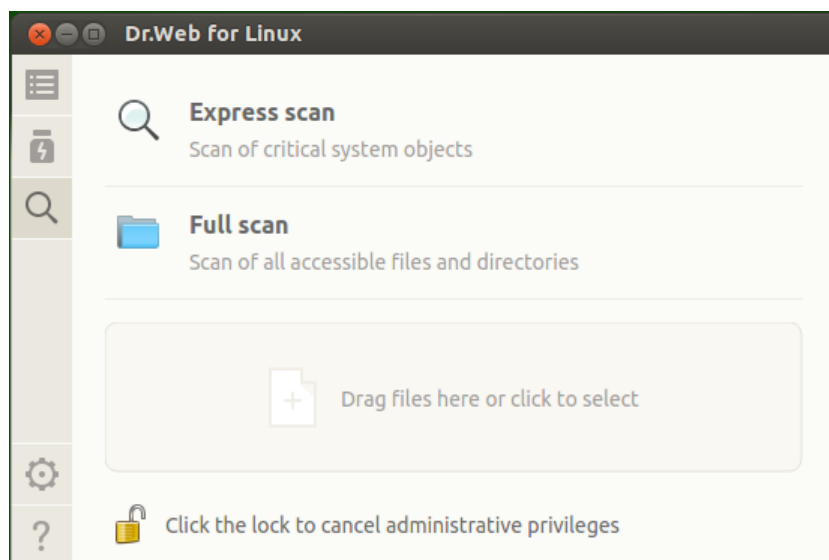 Dr.Web for Linux
Express scan
Scan of critical system objects
Full scan
Scan of all accessible files and directories
Drag files here or click to select
Click the lock to cancel administrative privileges
?